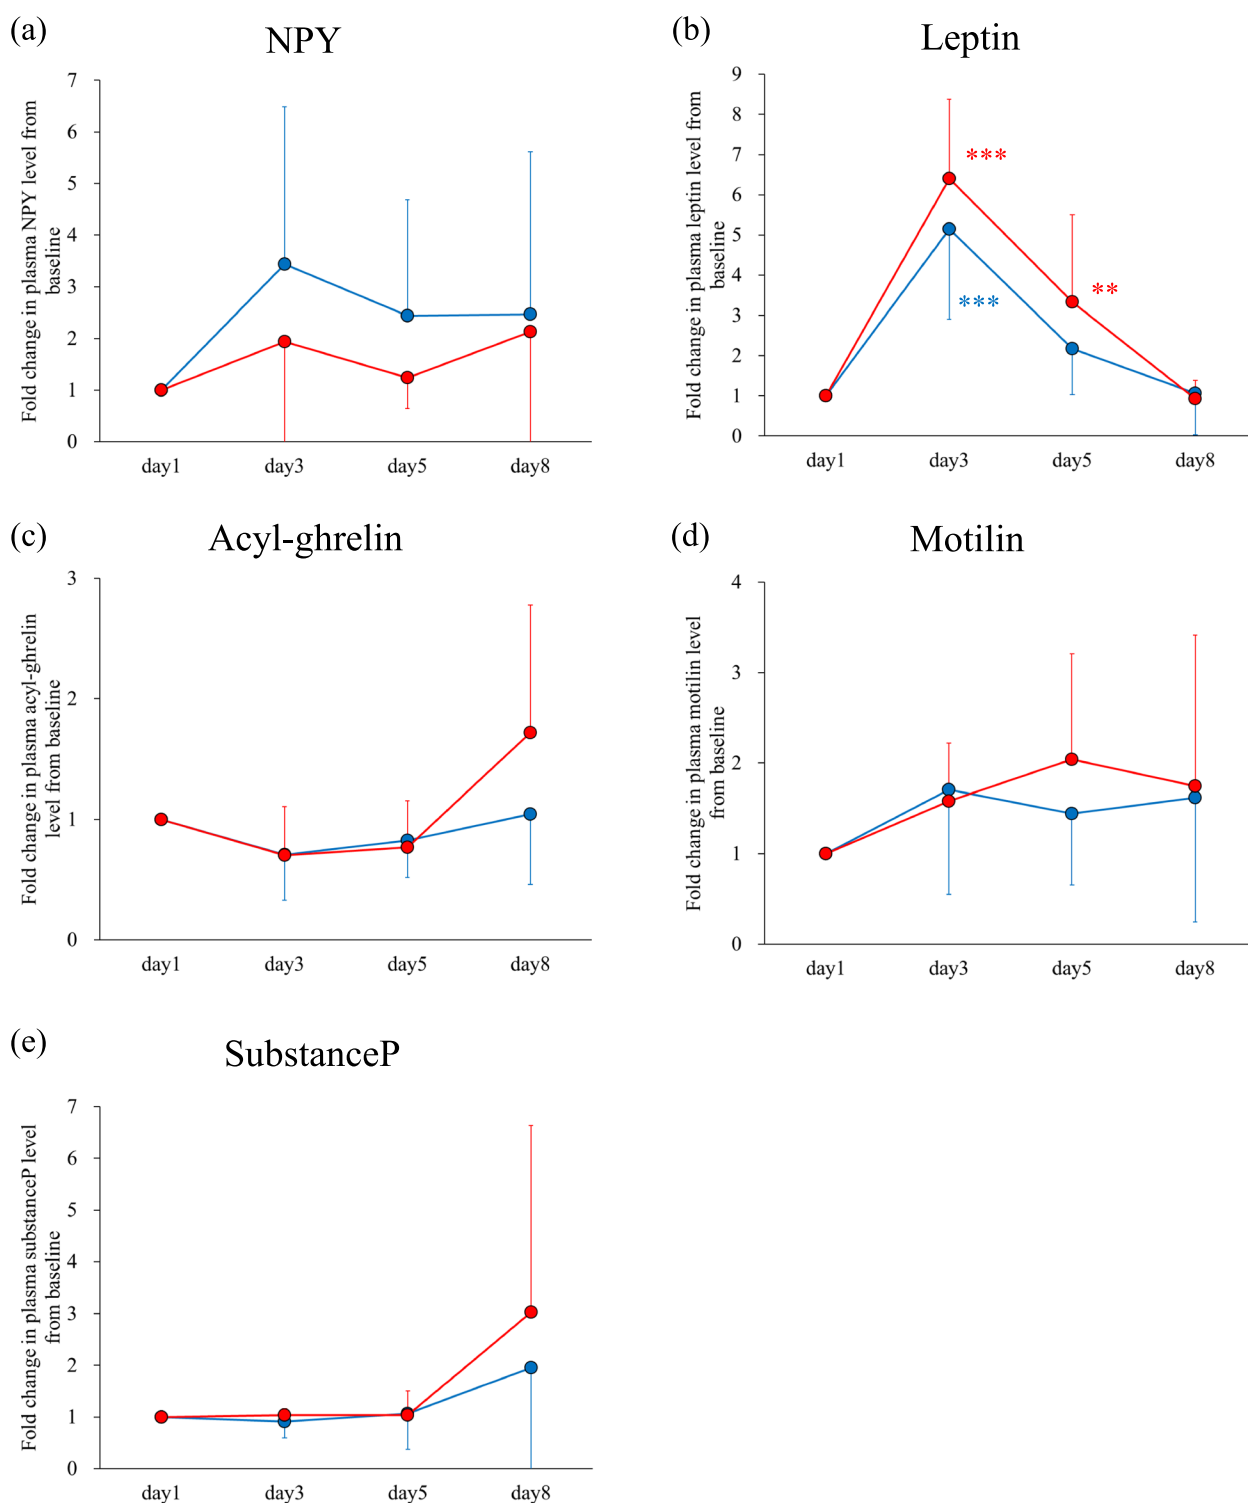 (a)
NPY
Fold change in plasma NPY level from
baseline
7
6
5
4
3
2
1
0
day1 day3 day5 day8
(b)
Leptin
Fold change in plasma leptin level from
baseline
9
8
7
6
5
4
3
2
1
0
***
***
**
day1 day3 day5 day8
(c)
Acyl-ghrelin
Fold change in plasma acyl-ghrelin
level from baseline
3
2
1
0
day1 day3 day5 day8
(d)
Motilin
Fold change in plasma motilin level
from baseline
4
3
2
1
0
day1 day3 day5 day8
(e)
SubstanceP
Fold change in plasma substanceP level
from baseline
7
6
5
4
3
2
1
0
day1 day3 day5 day8